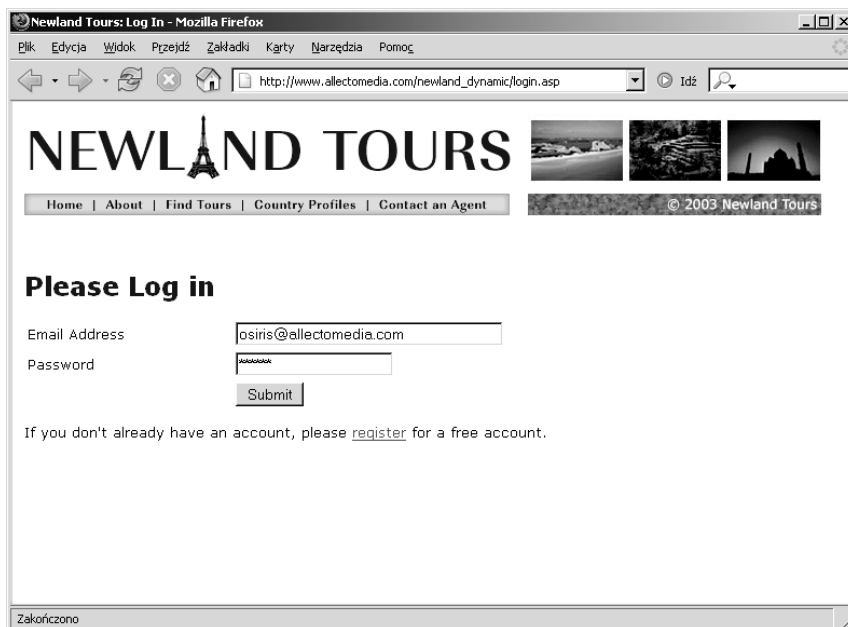 Newland Tours: Log In - Mozilla Firefox
Plik Edycja Widok Przejdź Zakładki Karty Narzędzia Pomoc
http://www.allectomedia.com/newland_dynamic/login.asp Idź
NEWLAND TOURS
Home | About | Find Tours | Country Profiles | Contact an Agent
© 2003 Newland Tours
Please Log in
Email Address osiris@allectomedia.com
Password ******
Submit
If you don't already have an account, please register for a free account.
Zakończono